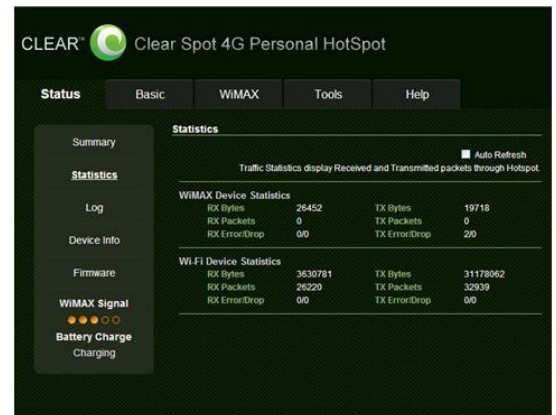 CLEAR™ Clear Spot 4G Personal HotSpot
Status Basic WiMAX Tools Help
Summary
Statistics
Log
Device Info
Firmware
WiMAX Signal
Battery Charge
Charging
Statistics
Auto Refresh
Traffic Statistics display Received and Transmitted packets through Hotspot.
WiMAX Device Statistics
RX Bytes 26452 TX Bytes 19718
RX Packets 0 TX Packets 0
RX Error/Drop 0/0 TX Error/Drop 2/0
Wi-Fi Device Statistics
RX Bytes 3630781 TX Bytes 31178062
RX Packets 26220 TX Packets 32939
RX Error/Drop 0/0 TX Error/Drop 0/0